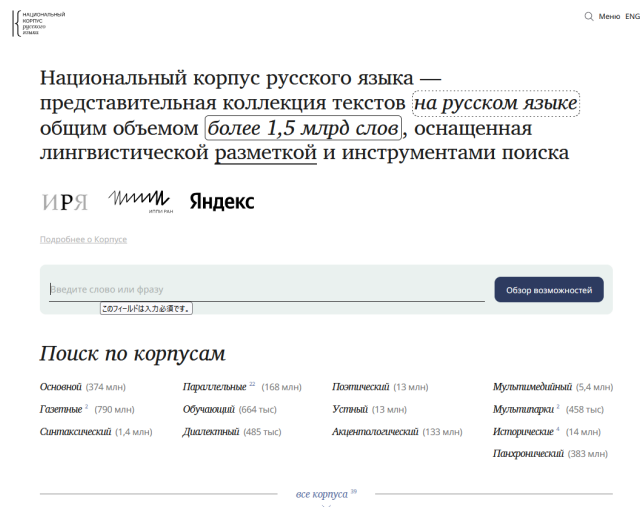 НАЦИОНАЛЬНЫЙ
КОРПУС
русского
языка
Меню ENG
Национальный корпус русского языка —
представительная коллекция текстов на русском языке
общим объемом более 1,5 млрд слов, оснащенная
лингвистической разметкой и инструментами поиска
ИРЯ
ИППИ РАН
Яндекс
Подробнее о Корпусе
Введите слово или фразу
Обзор возможностей
このフィールドは入力必須です。
Поиск по корпусам
Основной (374 млн) Параллельные 22 (168 млн) Поэтический (13 млн) Мультимедийный (5,4 млн)
Газетные 2 (790 млн) Обучающий (664 тыс) Устный (13 млн) Мультипарки 2 (458 тыс)
Синтаксический (1,4 млн) Диалектный (485 тыс) Акцентологический (133 млн) Исторические 4 (14 млн)
Панхронический (383 млн)
все корпуса 39